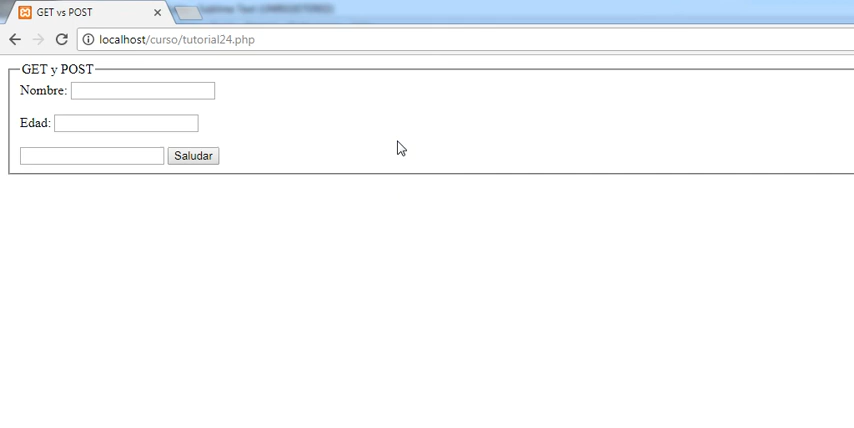 GET vs POST
localhost/curso/tutorial24.php
GET y POST
Nombre:
Edad:
Saludar